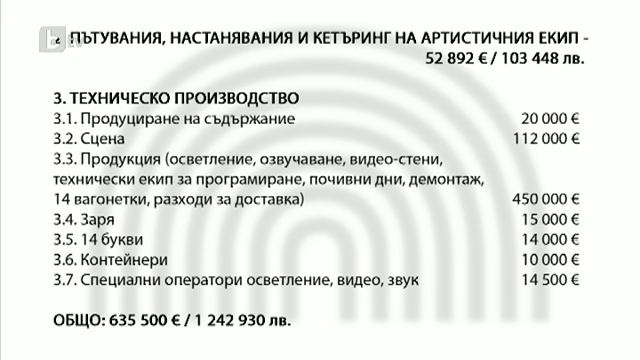 bTV
ПЪТУВАНИЯ, НАСТАНЯВАНИЯ И КЕТЪРИНГ НА АРТИСТИЧНИЯ ЕКИП -
52 892 € / 103 448 лв.
3. ТЕХНИЧЕСКО ПРОИЗВОДСТВО
3.1. Продуциране на съдържание 20 000 €
3.2. Сцена 112 000 €
3.3. Продукция (осветление, озвучаване, видео-стени,
технически екип за програмиране, почивни дни, демонтаж,
14 вагонетки, разходи за доставка) 450 000 €
3.4. Заря 15 000 €
3.5. 14 букви 14 000 €
3.6. Контейнери 10 000 €
3.7. Специални оператори осветление, видео, звук 14 500 €
ОБЩО: 635 500 € / 1 242 930 лв.